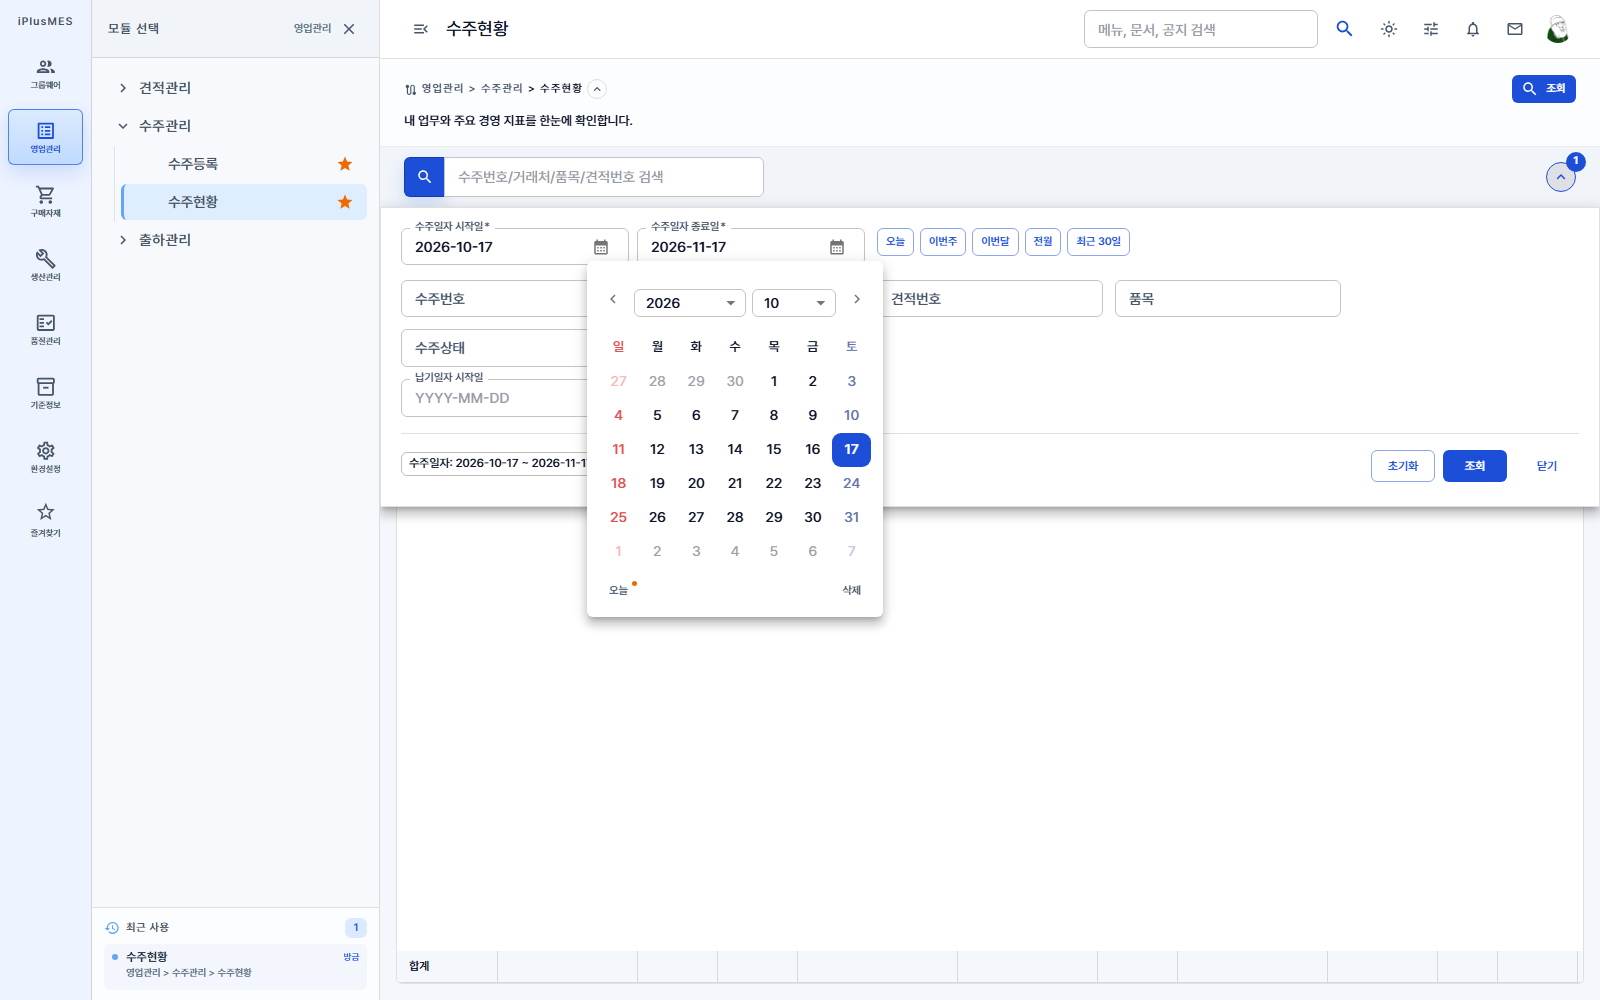 iPlusMES
모듈 선택
영업관리
수주현황
메뉴, 문서, 공지 검색
그룹웨어
영업관리
구매자재
생산관리
품질관리
기준정보
환경설정
즐겨찾기
견적관리
수주관리
수주등록
수주현황
출하관리
최근 사용
1
수주현황
방금
영업관리 > 수주관리 > 수주현황
영업관리 > 수주관리 > 수주현황
조회
내 업무와 주요 경영 지표를 한눈에 확인합니다.
수주번호/거래처/품목/견적번호 검색
1
수주일자 시작일*
2026-10-17
수주일자 종료일*
2026-11-17
오늘
이번주
이번달
전월
최근 30일
수주번호
견적번호
품목
수주상태
납기일자 시작일
YYYY-MM-DD
수주일자: 2026-10-17 ~ 2026-11-1
초기화
조회
닫기
2026
10
일 월 화 수 목 금 토
27 28 29 30 1 2 3
4 5 6 7 8 9 10
11 12 13 14 15 16 17
18 19 20 21 22 23 24
25 26 27 28 29 30 31
1 2 3 4 5 6 7
오늘
삭제
합계